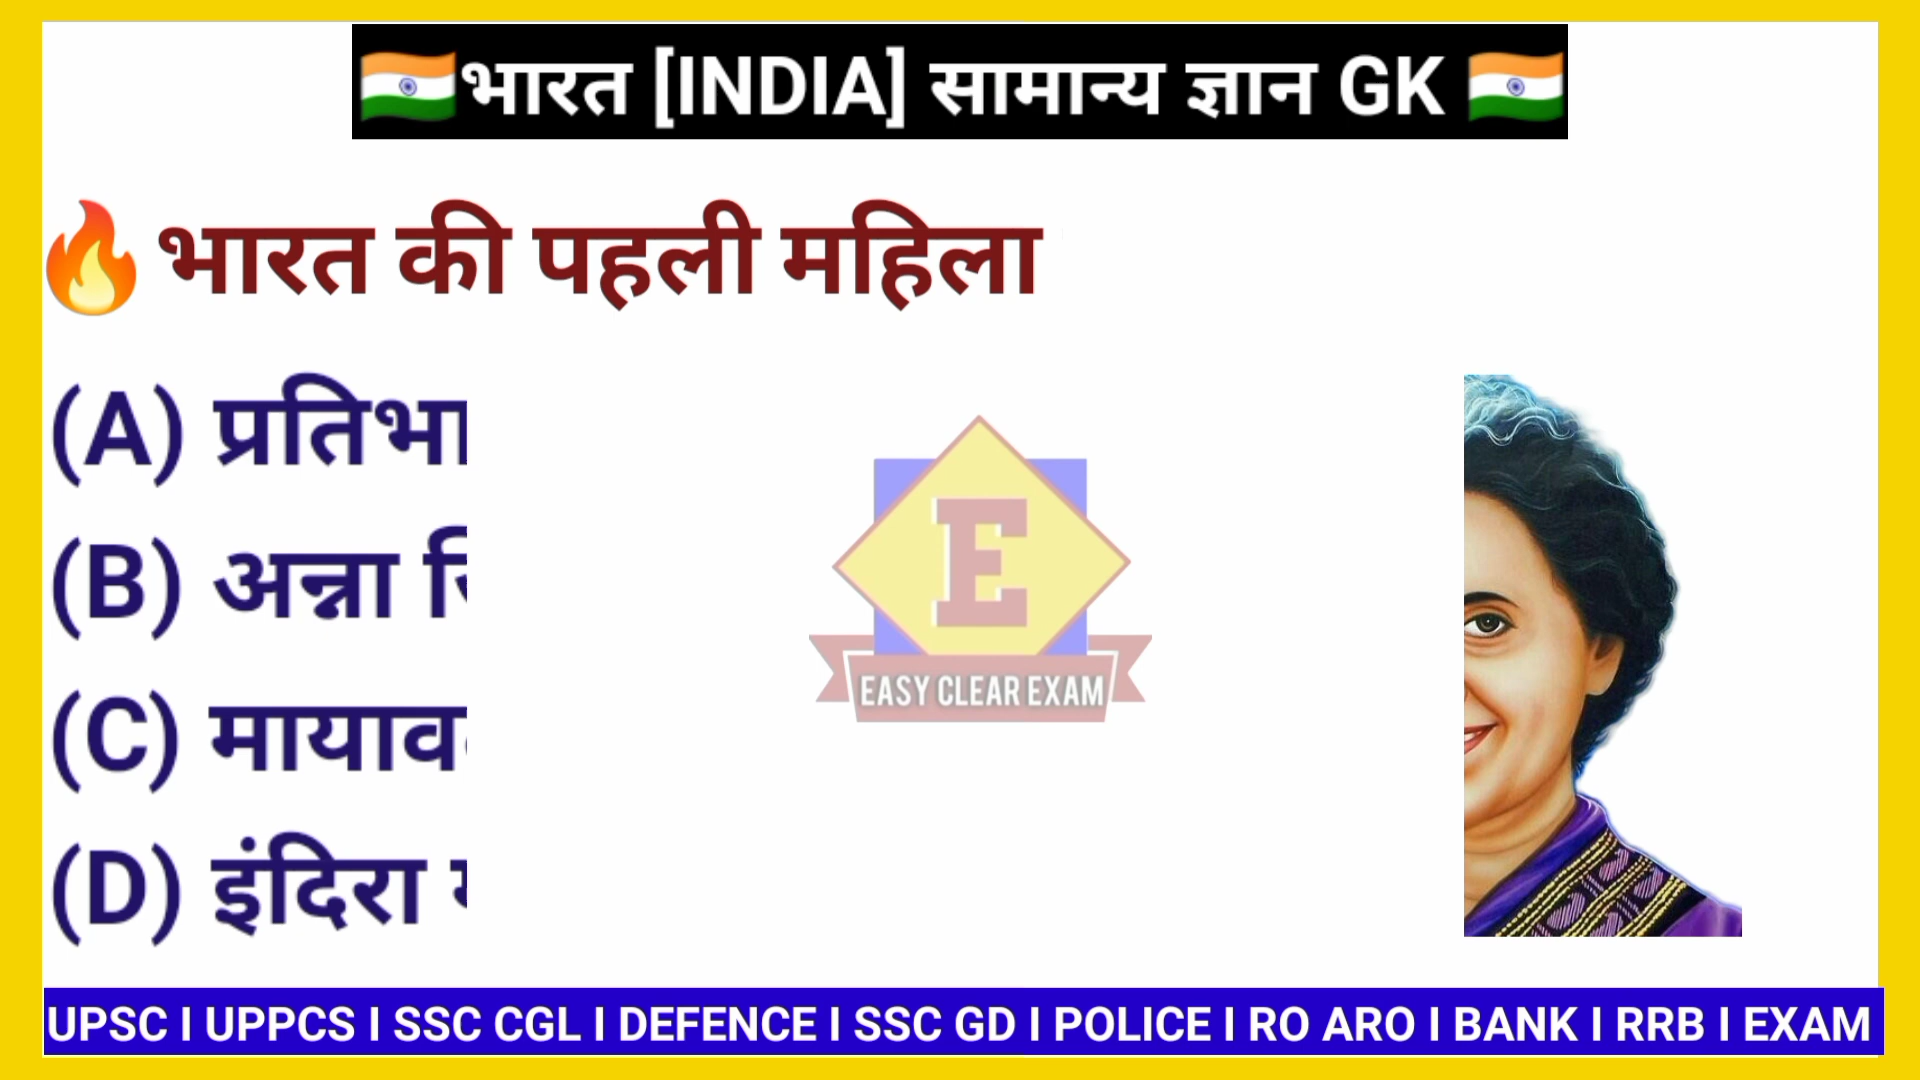 भारत [INDIA] सामान्य ज्ञान GK
भारत की पहली महिला
(A)
(B) अन्ना
(C)
(D) इंदिरा
E
EASY CLEAR EXAM
UPSC I UPPCS I SSC CGL I DEFENCE I SSC GD I POLICE I RO ARO I BANK I RRB I EXAM